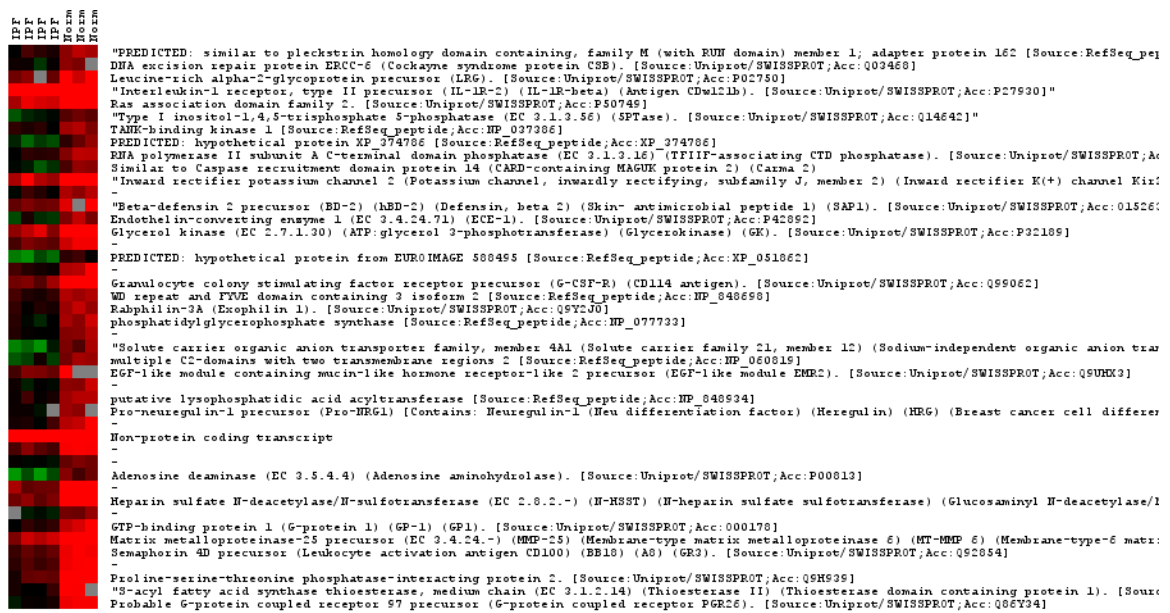 IPF IPF IPF IPF Norm Norm Norm
"PREDICTED: similar to pleckstrin homology domain containing, family M (with RUN domain) member 1; adapter protein 162 [Source:RefSeq_pep
DNA excision repair protein ERCC-6 (Cockayne syndrome protein CSB). [Source:Uniprot/SWISSPROT;Acc:Q03468]
Leucine-rich alpha-2-glycoprotein precursor (LRG). [Source:Uniprot/SWISSPROT;Acc:P02750]
"Interleukin-1 receptor, type II precursor (IL-1R-2) (IL-1R-beta) (Antigen CDw121b). [Source:Uniprot/SWISSPROT;Acc:P27930]"
Ras association domain family 2. [Source:Uniprot/SWISSPROT;Acc:P50749]
"Type I inositol-1,4,5-trisphosphate 5-phosphatase (EC 3.1.3.56) (5PTase). [Source:Uniprot/SWISSPROT;Acc:Q14642]"
TANK-binding kinase 1 [Source:RefSeq_peptide;Acc:NP_037386]
PREDICTED: hypothetical protein XP_374786 [Source:RefSeq_peptide;Acc:XP_374786]
RNA polymerase II subunit A C-terminal domain phosphatase (EC 3.1.3.16) (TFIIF-associating CTD phosphatase). [Source:Uniprot/SWISSPROT;Ac
Similar to Caspase recruitment domain protein 14 (CARD-containing MAGUK protein 2) (Carma 2)
"Inward rectifier potassium channel 2 (Potassium channel, inwardly rectifying, subfamily J, member 2) (Inward rectifier K(+) channel Kir2
-
"Beta-defensin 2 precursor (BD-2) (hBD-2) (Defensin, beta 2) (Skin- antimicrobial peptide 1) (SAP1). [Source:Uniprot/SWISSPROT;Acc:O15263
Endothelin-converting enzyme 1 (EC 3.4.24.71) (ECE-1). [Source:Uniprot/SWISSPROT;Acc:P42892]
Glycerol kinase (EC 2.7.1.30) (ATP:glycerol 3-phosphotransferase) (Glycerokinase) (GK). [Source:Uniprot/SWISSPROT;Acc:P32189]
-
PREDICTED: hypothetical protein from EUROIMAGE 588495 [Source:RefSeq_peptide;Acc:XP_051862]
-
Granulocyte colony stimulating factor receptor precursor (G-CSF-R) (CD114 antigen). [Source:Uniprot/SWISSPROT;Acc:Q99062]
WD repeat and FYVE domain containing 3 isoform 2 [Source:RefSeq_peptide;Acc:NP_848698]
Rabphilin-3A (Exophilin 1). [Source:Uniprot/SWISSPROT;Acc:Q9Y2J0]
phosphatidylglycerophosphate synthase [Source:RefSeq_peptide;Acc:NP_077733]
-
"Solute carrier organic anion transporter family, member 4A1 (Solute carrier family 21, member 12) (Sodium-independent organic anion tran
multiple C2-domains with two transmembrane regions 2 [Source:RefSeq_peptide;Acc:NP_060819]
EGF-like module containing mucin-like hormone receptor-like 2 precursor (EGF-like module EMR2). [Source:Uniprot/SWISSPROT;Acc:Q9UHX3]
-
putative lysophosphatidic acid acyltransferase [Source:RefSeq_peptide;Acc:NP_848934]
Pro-neuregulin-1 precursor (Pro-NRG1) [Contains: Neuregulin-1 (Neu differentiation factor) (Heregulin) (HRG) (Breast cancer cell differen
-
Non-protein coding transcript
-
-
Adenosine deaminase (EC 3.5.4.4) (Adenosine aminohydrolase). [Source:Uniprot/SWISSPROT;Acc:P00813]
-
Heparin sulfate N-deacetylase/N-sulfotransferase (EC 2.8.2.-) (N-HSST) (N-heparin sulfate sulfotransferase) (Glucosaminyl N-deacetylase/N
-
GTP-binding protein 1 (G-protein 1) (GP-1) (GP1). [Source:Uniprot/SWISSPROT;Acc:O00178]
Matrix metalloproteinase-25 precursor (EC 3.4.24.-) (MMP-25) (Membrane-type matrix metalloproteinase 6) (MT-MMP 6) (Membrane-type-6 matri
Semaphorin 4D precursor (Leukocyte activation antigen CD100) (BB18) (A8) (GR3). [Source:Uniprot/SWISSPROT;Acc:Q92854]
-
Proline-serine-threonine phosphatase-interacting protein 2. [Source:Uniprot/SWISSPROT;Acc:Q9H939]
"S-acyl fatty acid synthase thioesterase, medium chain (EC 3.1.2.14) (Thioesterase II) (Thioesterase domain containing protein 1). [Sourc
Probable G-protein coupled receptor 97 precursor (G-protein coupled receptor PGR26). [Source:Uniprot/SWISSPROT;Acc:Q86Y34]